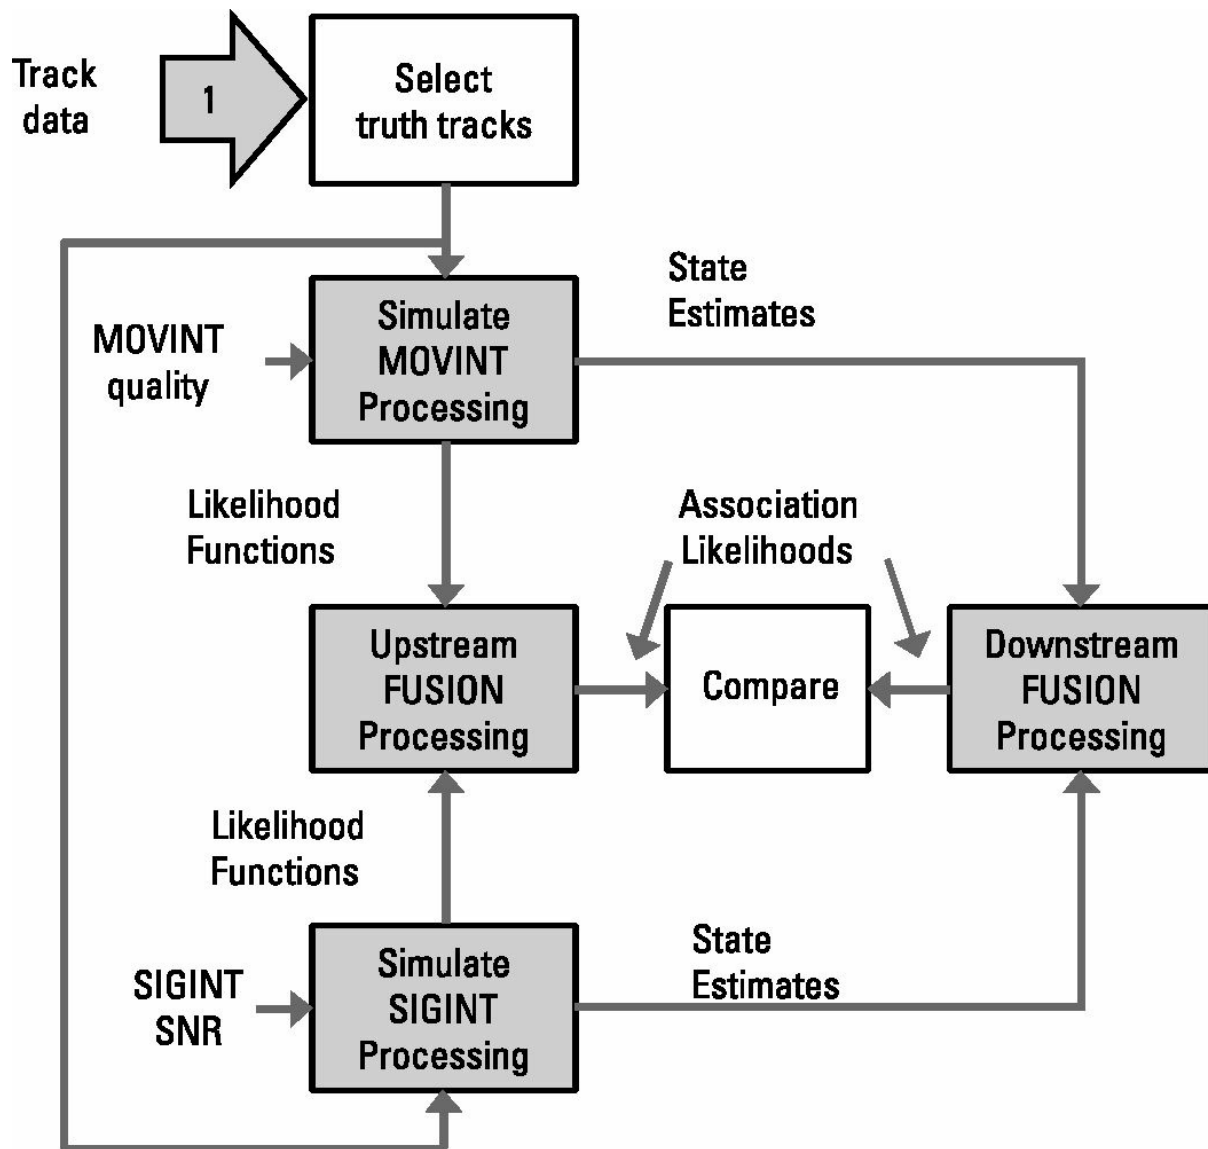 Track
data
1
Select
truth tracks
State
Estimates
MOVINT
quality
Simulate
MOVINT
Processing
Likelihood
Functions
Association
Likelihoods
Upstream
FUSION
Processing
Compare
Downstream
FUSION
Processing
Likelihood
Functions
SIGINT
SNR
Simulate
SIGINT
Processing
State
Estimates